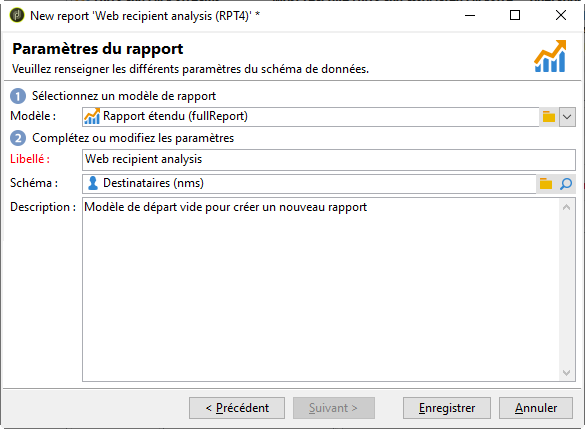 New report 'Web recipient analysis (RPT4)' *
Paramètres du rapport
Veuillez renseigner les différents paramètres du schéma de données.
1 Sélectionnez un modèle de rapport
Modèle : Rapport étendu (fullReport)
2 Complétez ou modifiez les paramètres
Libellé : Web recipient analysis
Schéma : Destinataires (nms)
Description : Modèle de départ vide pour créer un nouveau rapport
< Précédent Suivant > Enregistrer Annuler